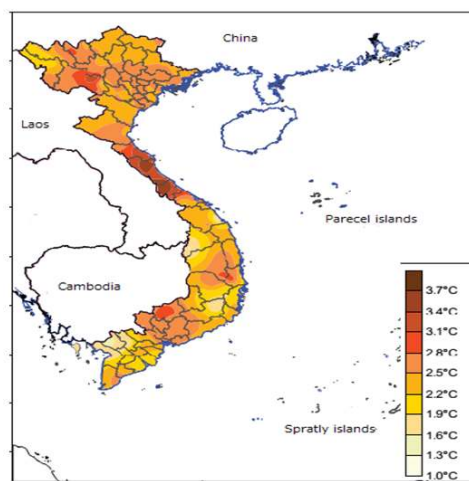 China
Laos
Parecel islands
Cambodia
3.7°C
3.4°C
3.1°C
2.8°C
2.5°C
2.2°C
1.9°C
1.6°C
1.3°C
1.0°C
Spratly islands